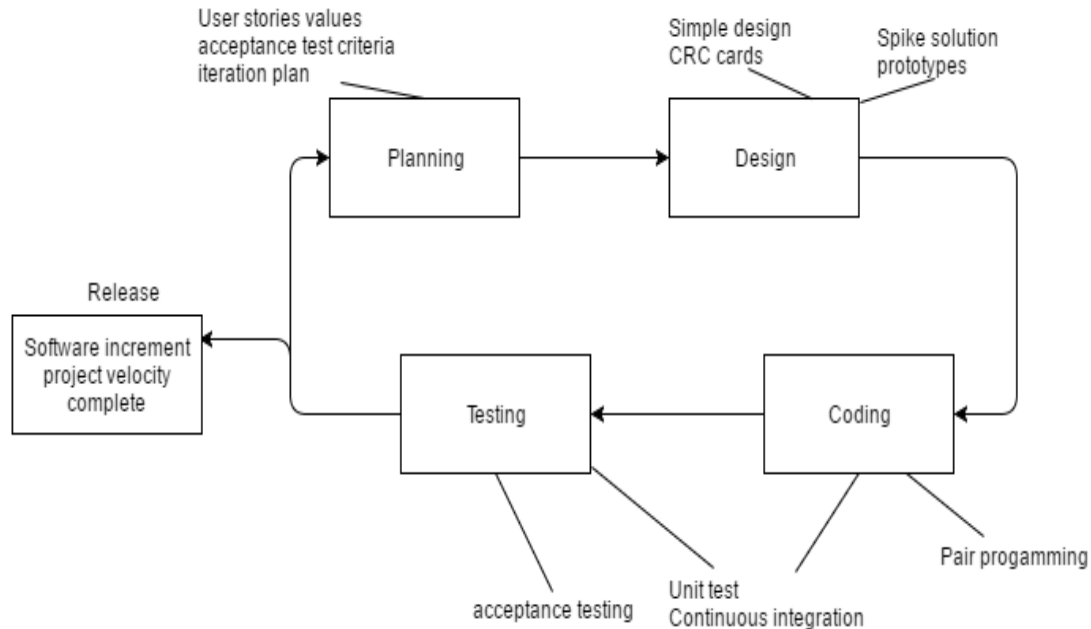 User stories values
acceptance test criteria
iteration plan
Simple design
CRC cards
Spike solution
prototypes
Planning
Design
Release
Software increment
project velocity
complete
Testing
Coding
acceptance testing
Unit test
Continuous integration
Pair progamming